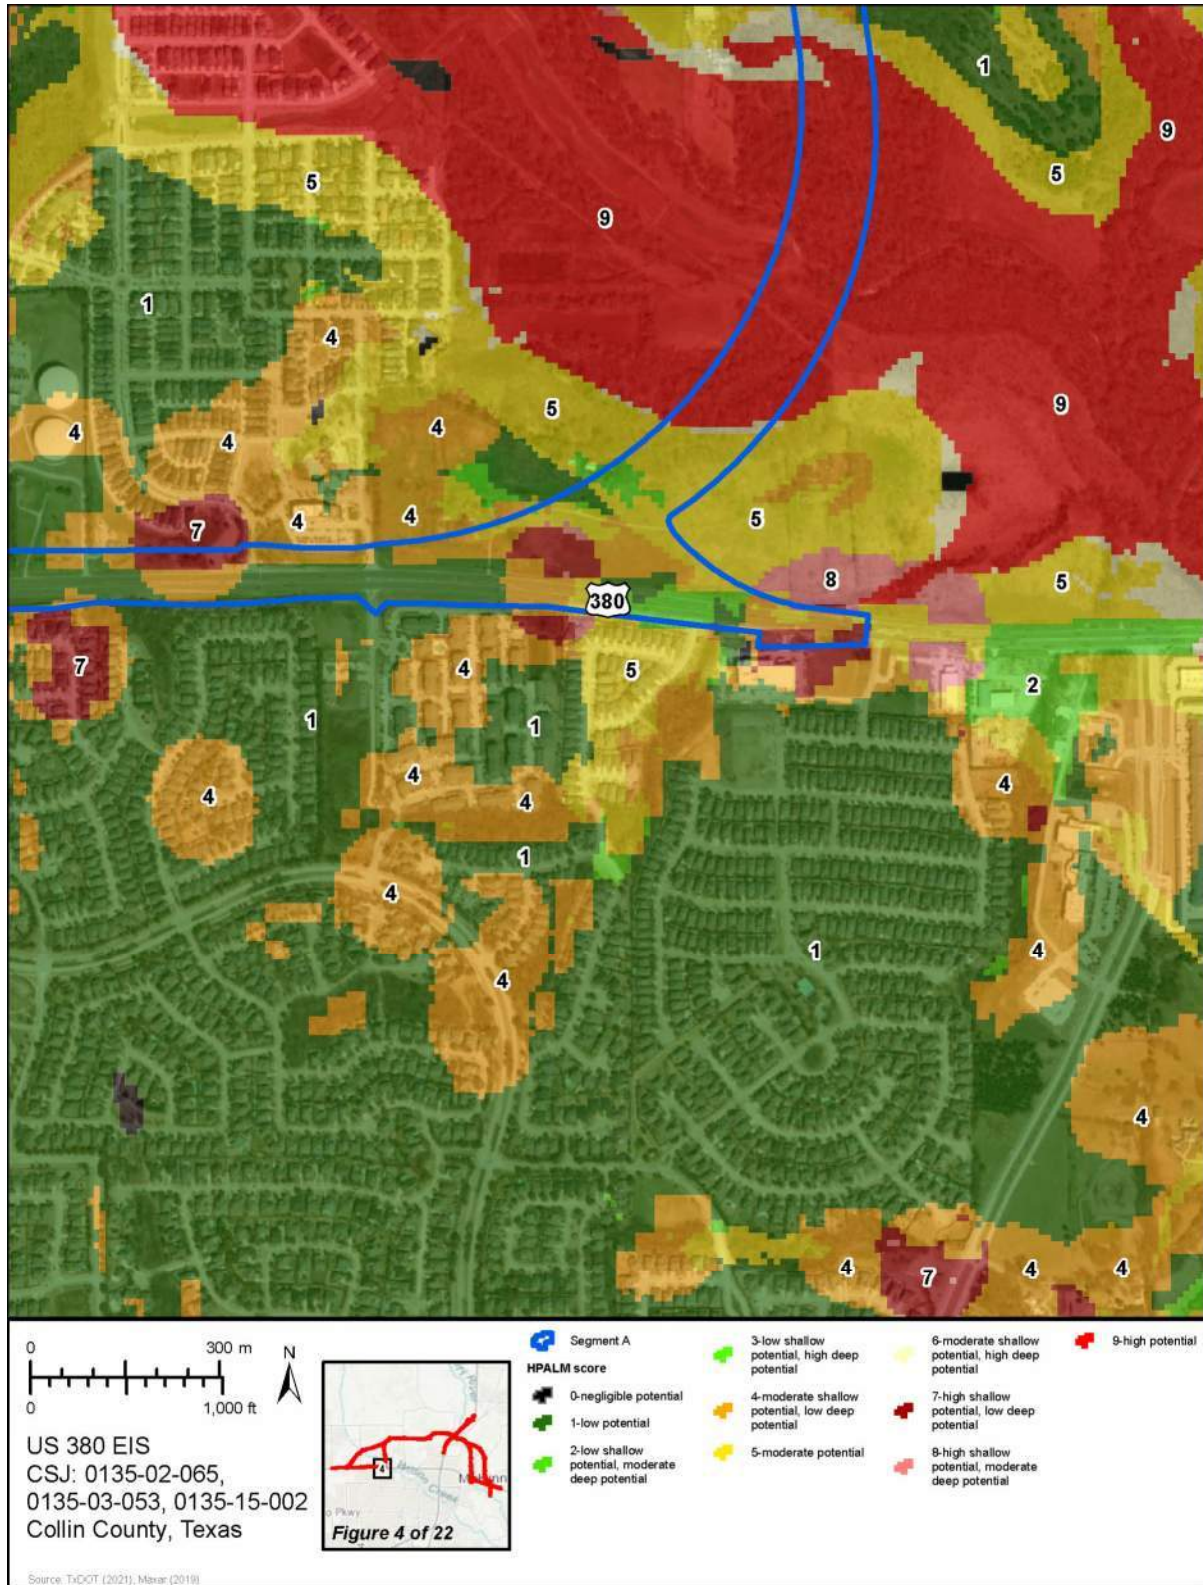 1
9
5
5
9
1
4
5
9
4
4
4
4
5
7
4
8
5
380
7
4
5
2
1
1
4
4
4
4
1
4
4
1
4
4
4
7
4
4
0 300 m
0 1,000 ft
N
US 380 EIS
CSJ: 0135-02-065,
0135-03-053, 0135-15-002
Collin County, Texas
4
o Pkwy
Figure 4 of 22
Segment A
HPALM score
0-negligible potential
1-low potential
2-low shallow
potential, moderate
deep potential
3-low shallow
potential, high deep
potential
4-moderate shallow
potential, low deep
potential
5-moderate potential
6-moderate shallow
potential, high deep
potential
7-high shallow
potential, low deep
potential
8-high shallow
potential, moderate
deep potential
9-high potential
Source: TxDOT (2021), Maxar (2019)